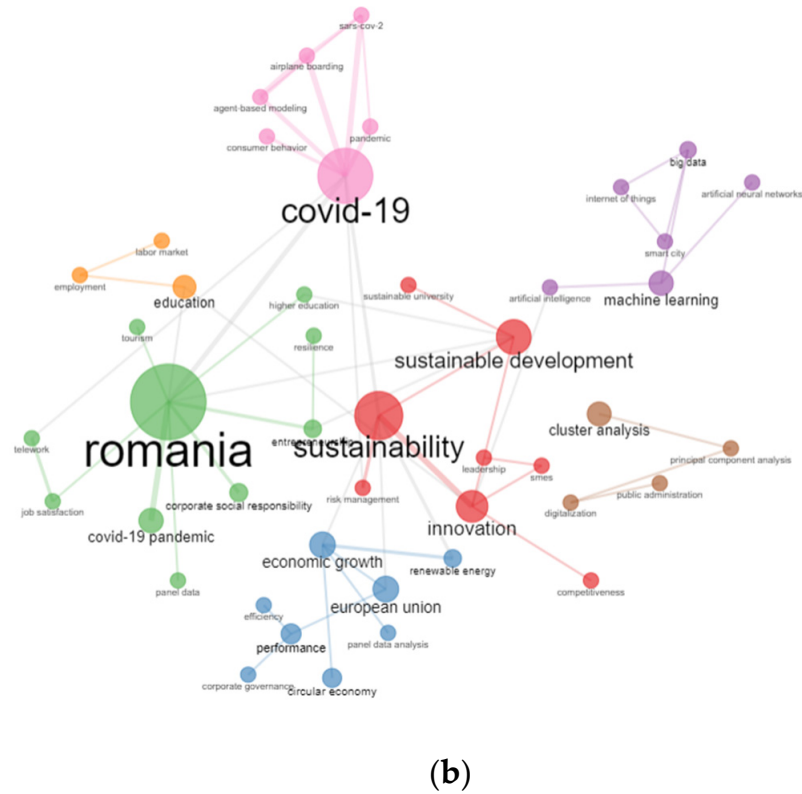 sars-cov-2
airplane boarding
agent-based modeling
pandemic
consumer behavior
covid-19
big data
internet of things
artificial neural networks
smart city
labor market
employment
education
higher education
sustainable university
artificial intelligence
machine learning
tourism
resilience
sustainable development
cluster analysis
romania
entrepreneurship
sustainability
telework
leadership
smes
principal component analysis
risk management
public administration
job satisfaction
corporate social responsibility
digitalization
covid-19 pandemic
innovation
economic growth
renewable energy
panel data
european union
competitiveness
efficiency
performance
panel data analysis
corporate governance
circular economy
(b)